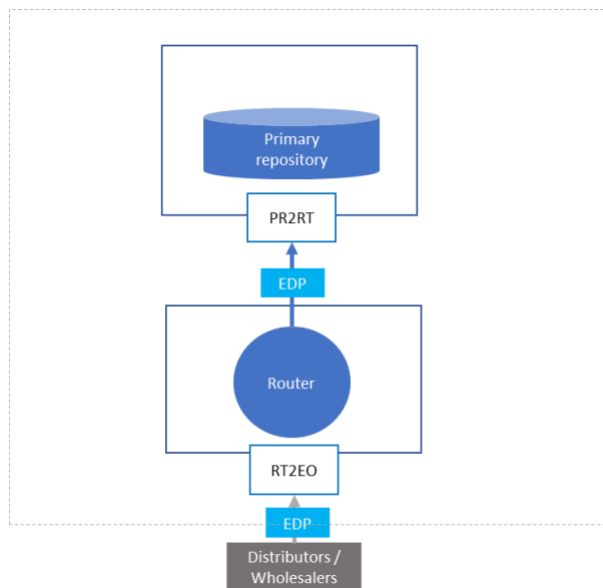 Primary
repository
PR2RT
EDP
Router
RT2EO
EDP
Distributors /
Wholesalers